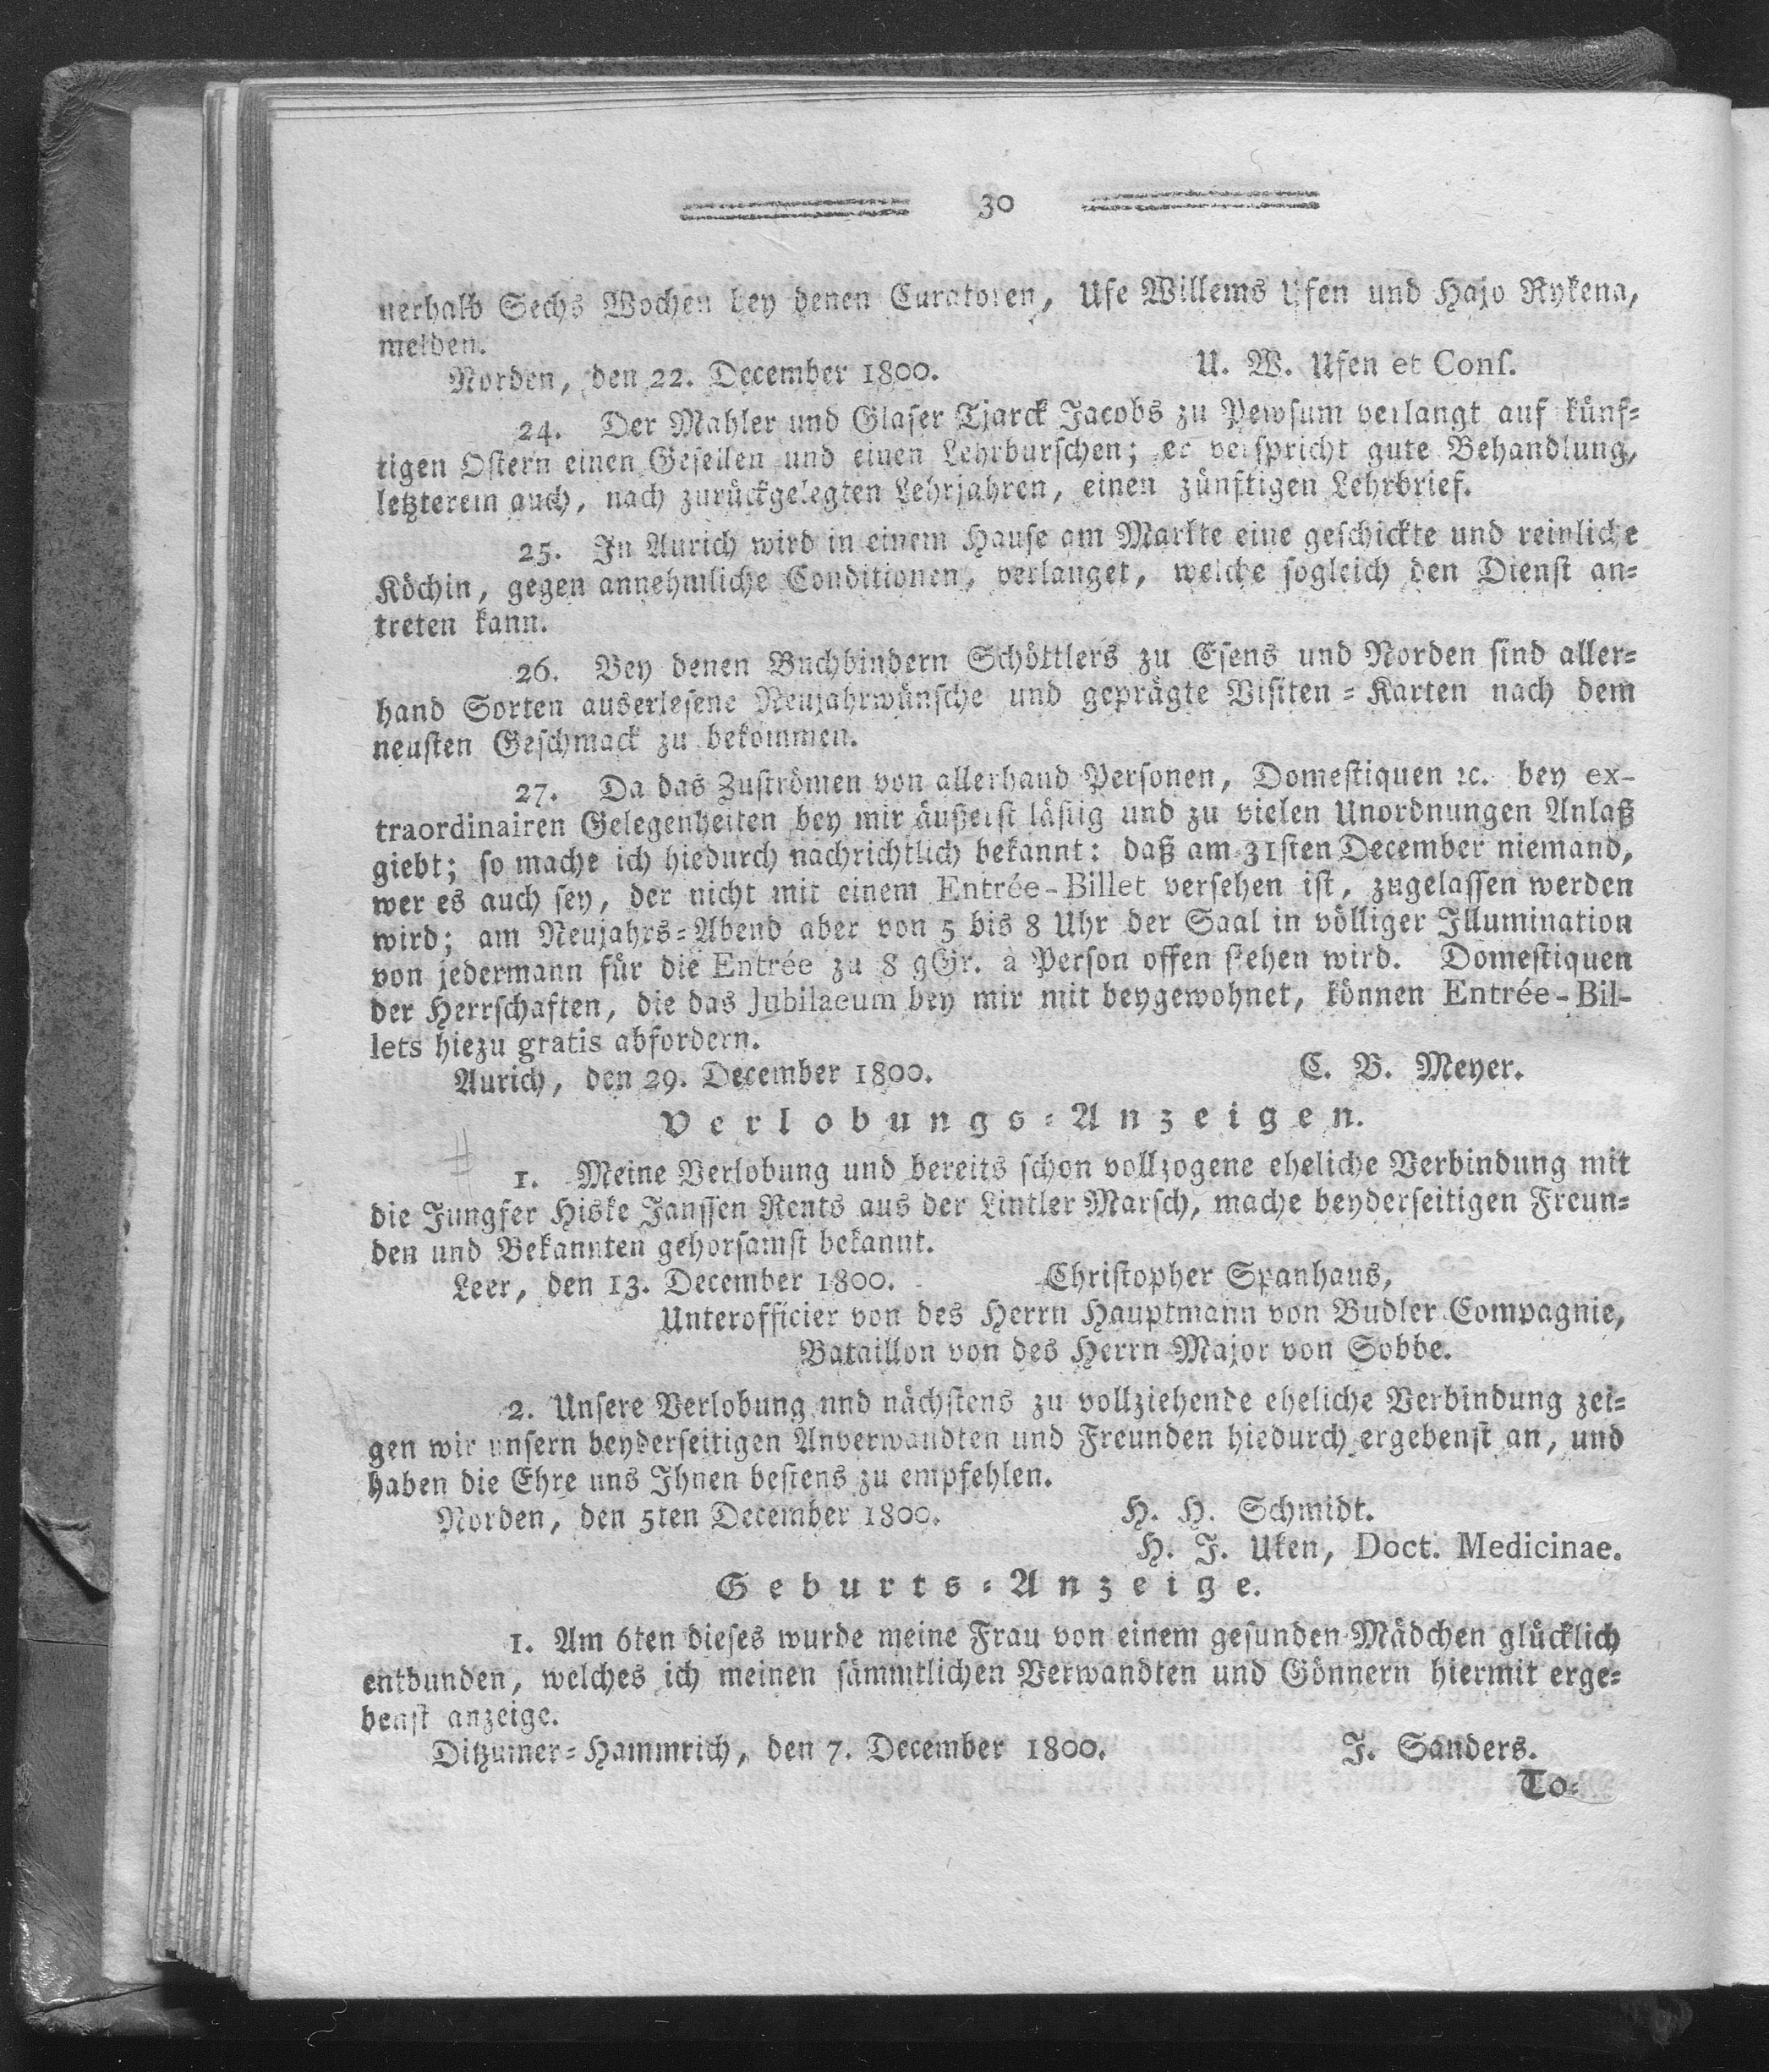 30
nerhalb Sechs Wochen bey denen Curatoren, Ufe Willems Ufen und Hajo Rykena,
melden.
Norden, den 22. December 1800. U. W. Ufen et Conſ.
24. Der Mahler und Glaser Tjarck Jacobs zu Pewsum verlangt auf künf=
tigen Ostern einen Gesellen und einen Lehrburschen; er verspricht gute Behandlung,
letzterem auch, nach zurückgelegten Lehrjahren, einen zünftigen Lehrbrief.
25. In Aurich wird in einem Hause am Markte eine geschickte und reinliche
Köchin, gegen annehmliche Conditionen, verlanget, welche sogleich den Dienst an=
treten kann.
26. Bey denen Buchbindern Schöttlers zu Esens und Norden sind aller=
hand Sorten auserlesene Neujahrwünsche und geprägte Visiten=Karten nach dem
neusten Geschmack zu bekommen.
27. Da das Zuströmen von allerhand Personen, Domestiquen ꝛc. bey ex-
traordinairen Gelegenheiten bey mir äußerst lästig und zu vielen Unordnungen Anlaß
giebt; so mache ich hiedurch nachrichtlich bekannt: daß am 31sten December niemand,
wer es auch sey, der nicht mit einem Entrée-Billet versehen ist, zugelassen werden
wird; am Neujahrs=Abend aber von 5 bis 8 Uhr der Saal in völliger Illumination
von jedermann für die Entrée zu 8 gGr. à Person offen stehen wird. Domestiquen
der Herrschaften, die das Jubilaeum bey mir mit beygewohnet, können Entrée-Bil-
lets hiezu gratis abfordern.
Aurich, den 29. December 1800. C. B. Meyer.
Verlobungs=Anzeigen.
1. Meine Verlobung und bereits schon vollzogene eheliche Verbindung mit
die Jungfer Hiske Janssen Rents aus der Lintler Marsch, mache beyderseitigen Freun=
den und Bekannten gehorsamst bekannt.
Leer, den 13. December 1800. Christopher Spanhaus,
Unterofficier von des Herrn Hauptmann von Budler Compagnie,
Bataillon von des Herrn Major von Sobbe.
2. Unsere Verlobung und nächstens zu vollziehende eheliche Verbindung zei=
gen wir unsern beyderseitigen Anverwandten und Freunden hiedurch ergebenst an, und
haben die Ehre uns Ihnen bestens zu empfehlen.
Norden, den 5ten December 1800. H. H. Schmidt.
H. J. Uken, Doct. Medicinae.
Geburts=Anzeige.
1. Am 6ten dieses wurde meine Frau von einem gesunden Mädchen glücklich
entbunden, welches ich meinen sämmtlichen Verwandten und Gönnern hiermit erge=
benst anzeige.
Ditzumer=Hammrich, den 7. December 1800. J. Sanders.
To=